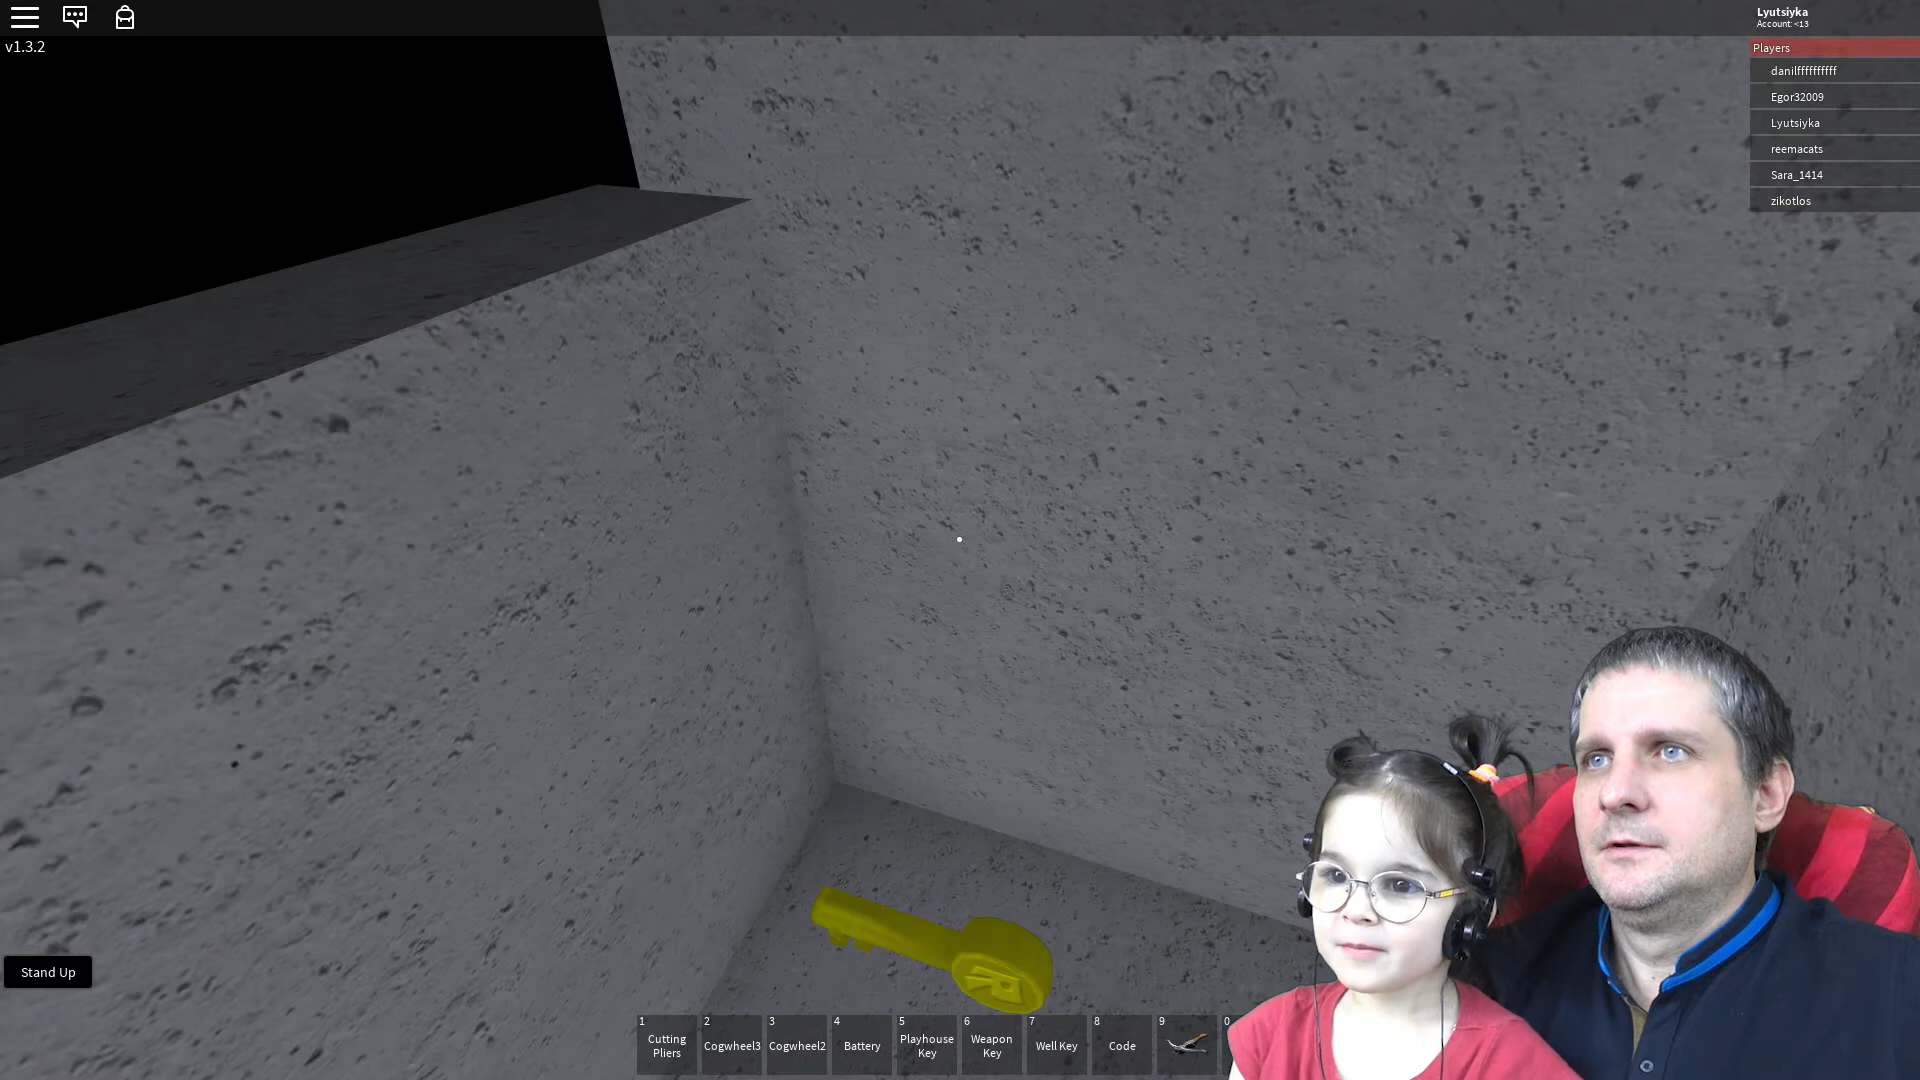 Lyutsiyka
Account: <13
v1.3.2
Players
danilffffffffff
Egor32009
Lyutsiyka
reemacats
Sara_1414
zikotlos
Stand Up
1 2 3 4 5 6 7 8 9 0
Cutting Pliers
Cogwheel3
Cogwheel2
Battery
Playhouse Key
Weapon Key
Well Key
Code